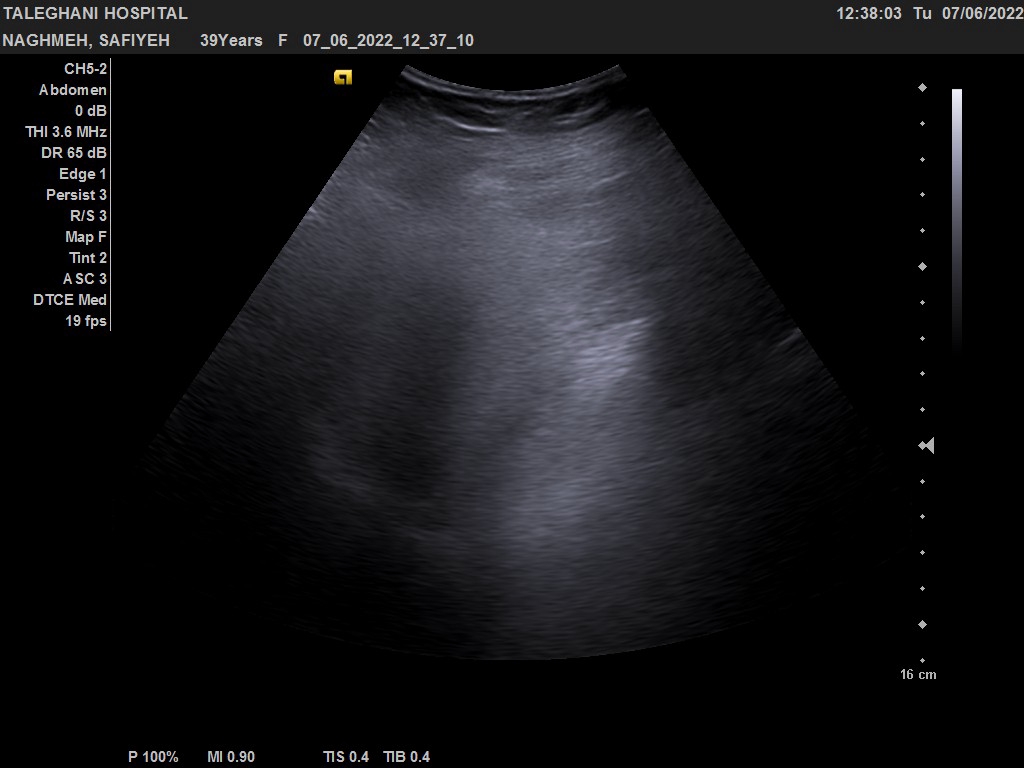 TALEGHANI HOSPITAL 12:38:03 Tu 07/06/2022
NAGHMEH, SAFIYEH 39Years F 07_06_2022_12_37_10
CH5-2
Abdomen
0 dB
THI 3.6 MHz
DR 65 dB
Edge 1
Persist 3
R/S 3
Map F
Tint 2
ASC 3
DTCE Med
19 fps
16 cm
P 100% MI 0.90 TIS 0.4 TIB 0.4